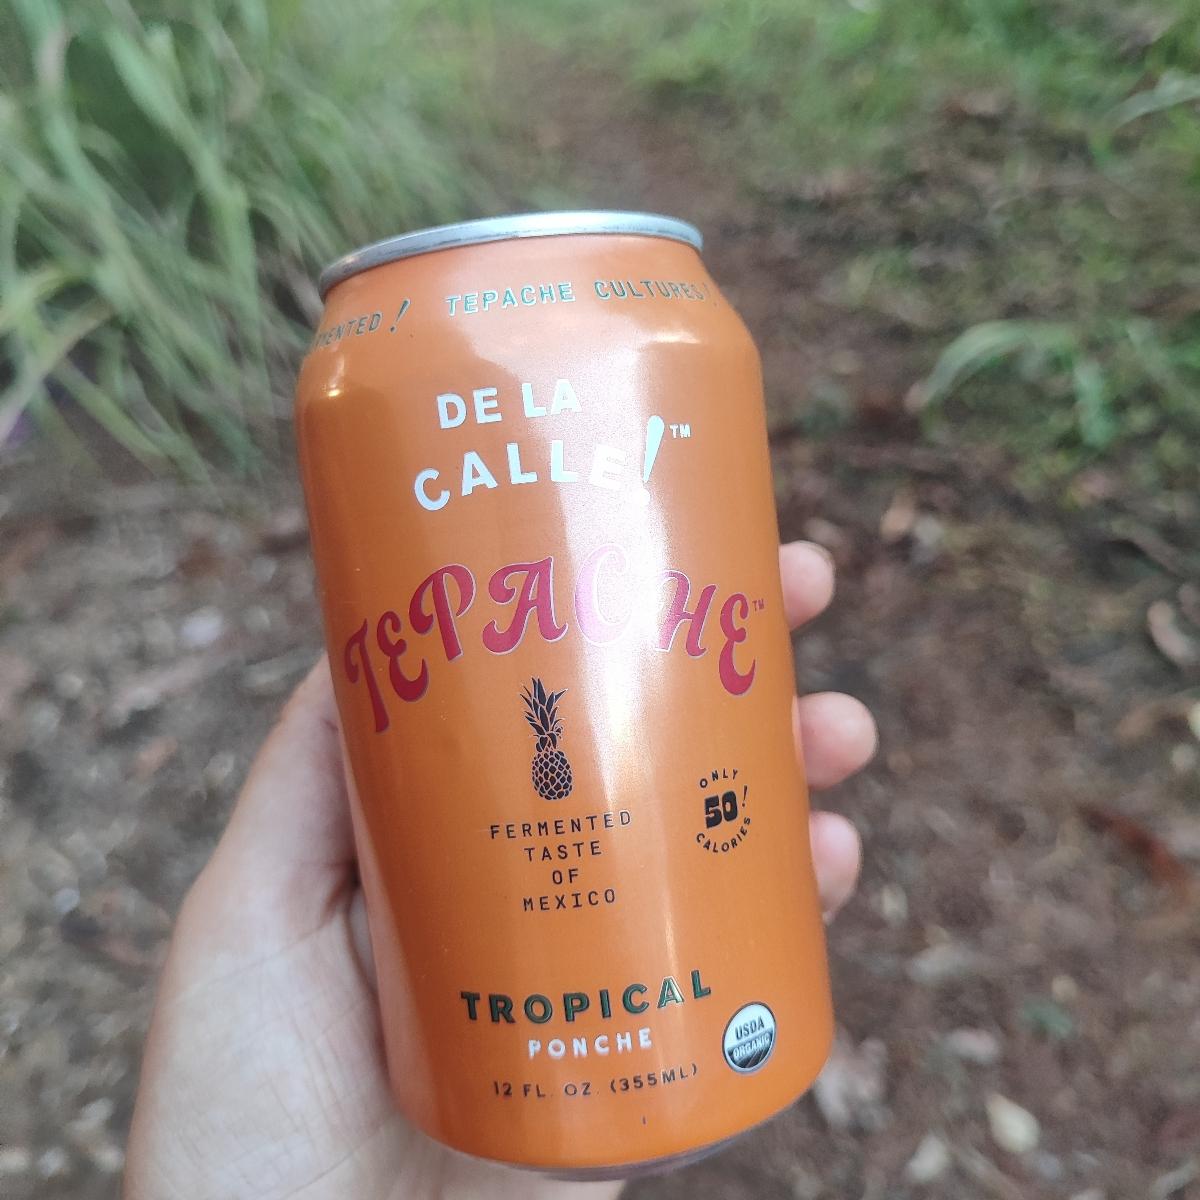 TEPACHE CULTURES!
DE LA
CALLE!™
TEPACHE™
FERMENTED
TASTE
OF
MEXICO
ONLY
50!
CALORIES
TROPICAL
PONCHE
USDA
ORGANIC
12 FL. OZ. (355ML)